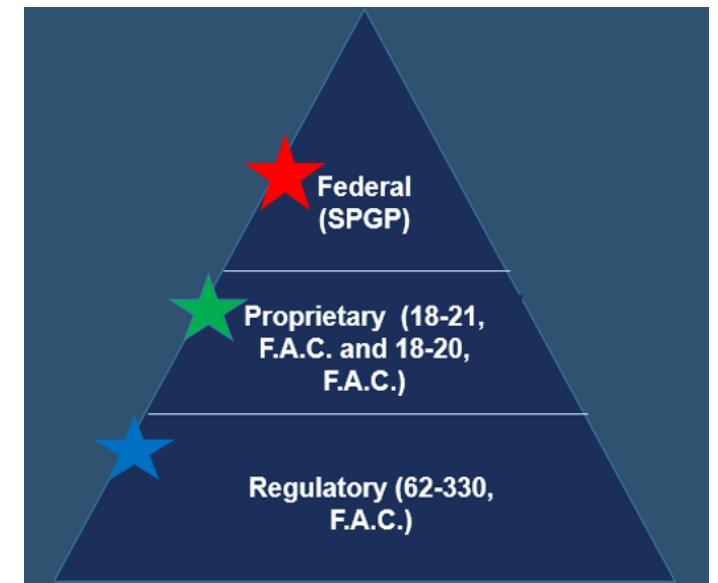 Federal
(SPGP)
Proprietary (18-21,
F.A.C. and 18-20,
F.A.C.)
Regulatory (62-330,
F.A.C.)